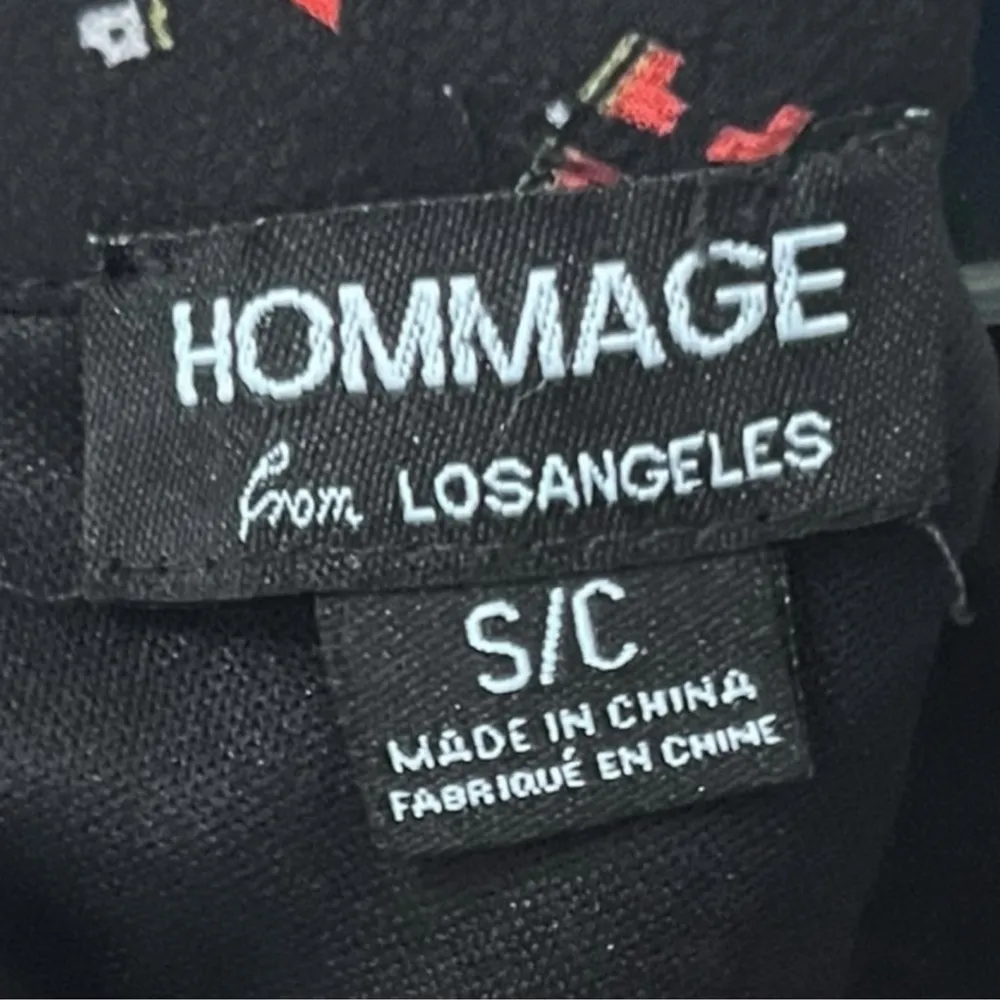 HOMMAGE
from LOSANGELES
S/C
MADE IN CHINA
FABRIQUÉ EN CHINE